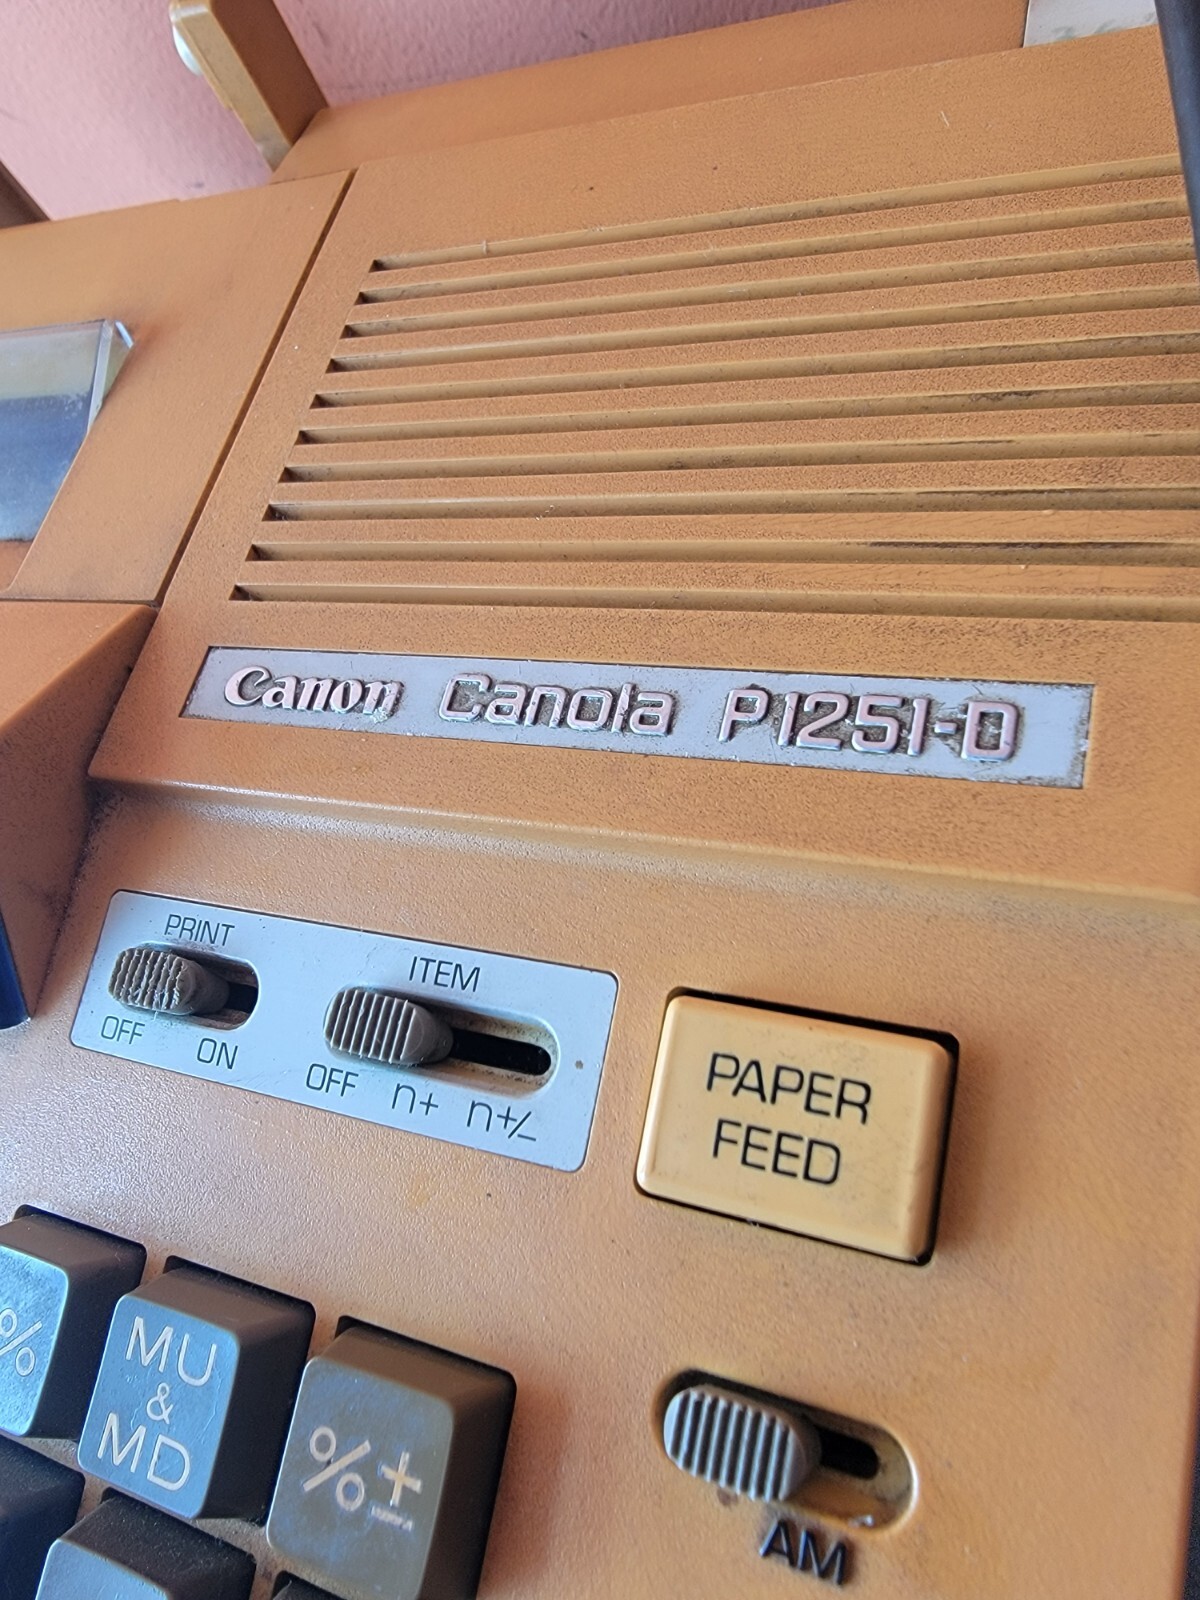 Canon Canola P1251-D
PRINT
OFF ON
ITEM
OFF n+ n+/-
PAPER
FEED
%
MU
&
MD
%±
AM